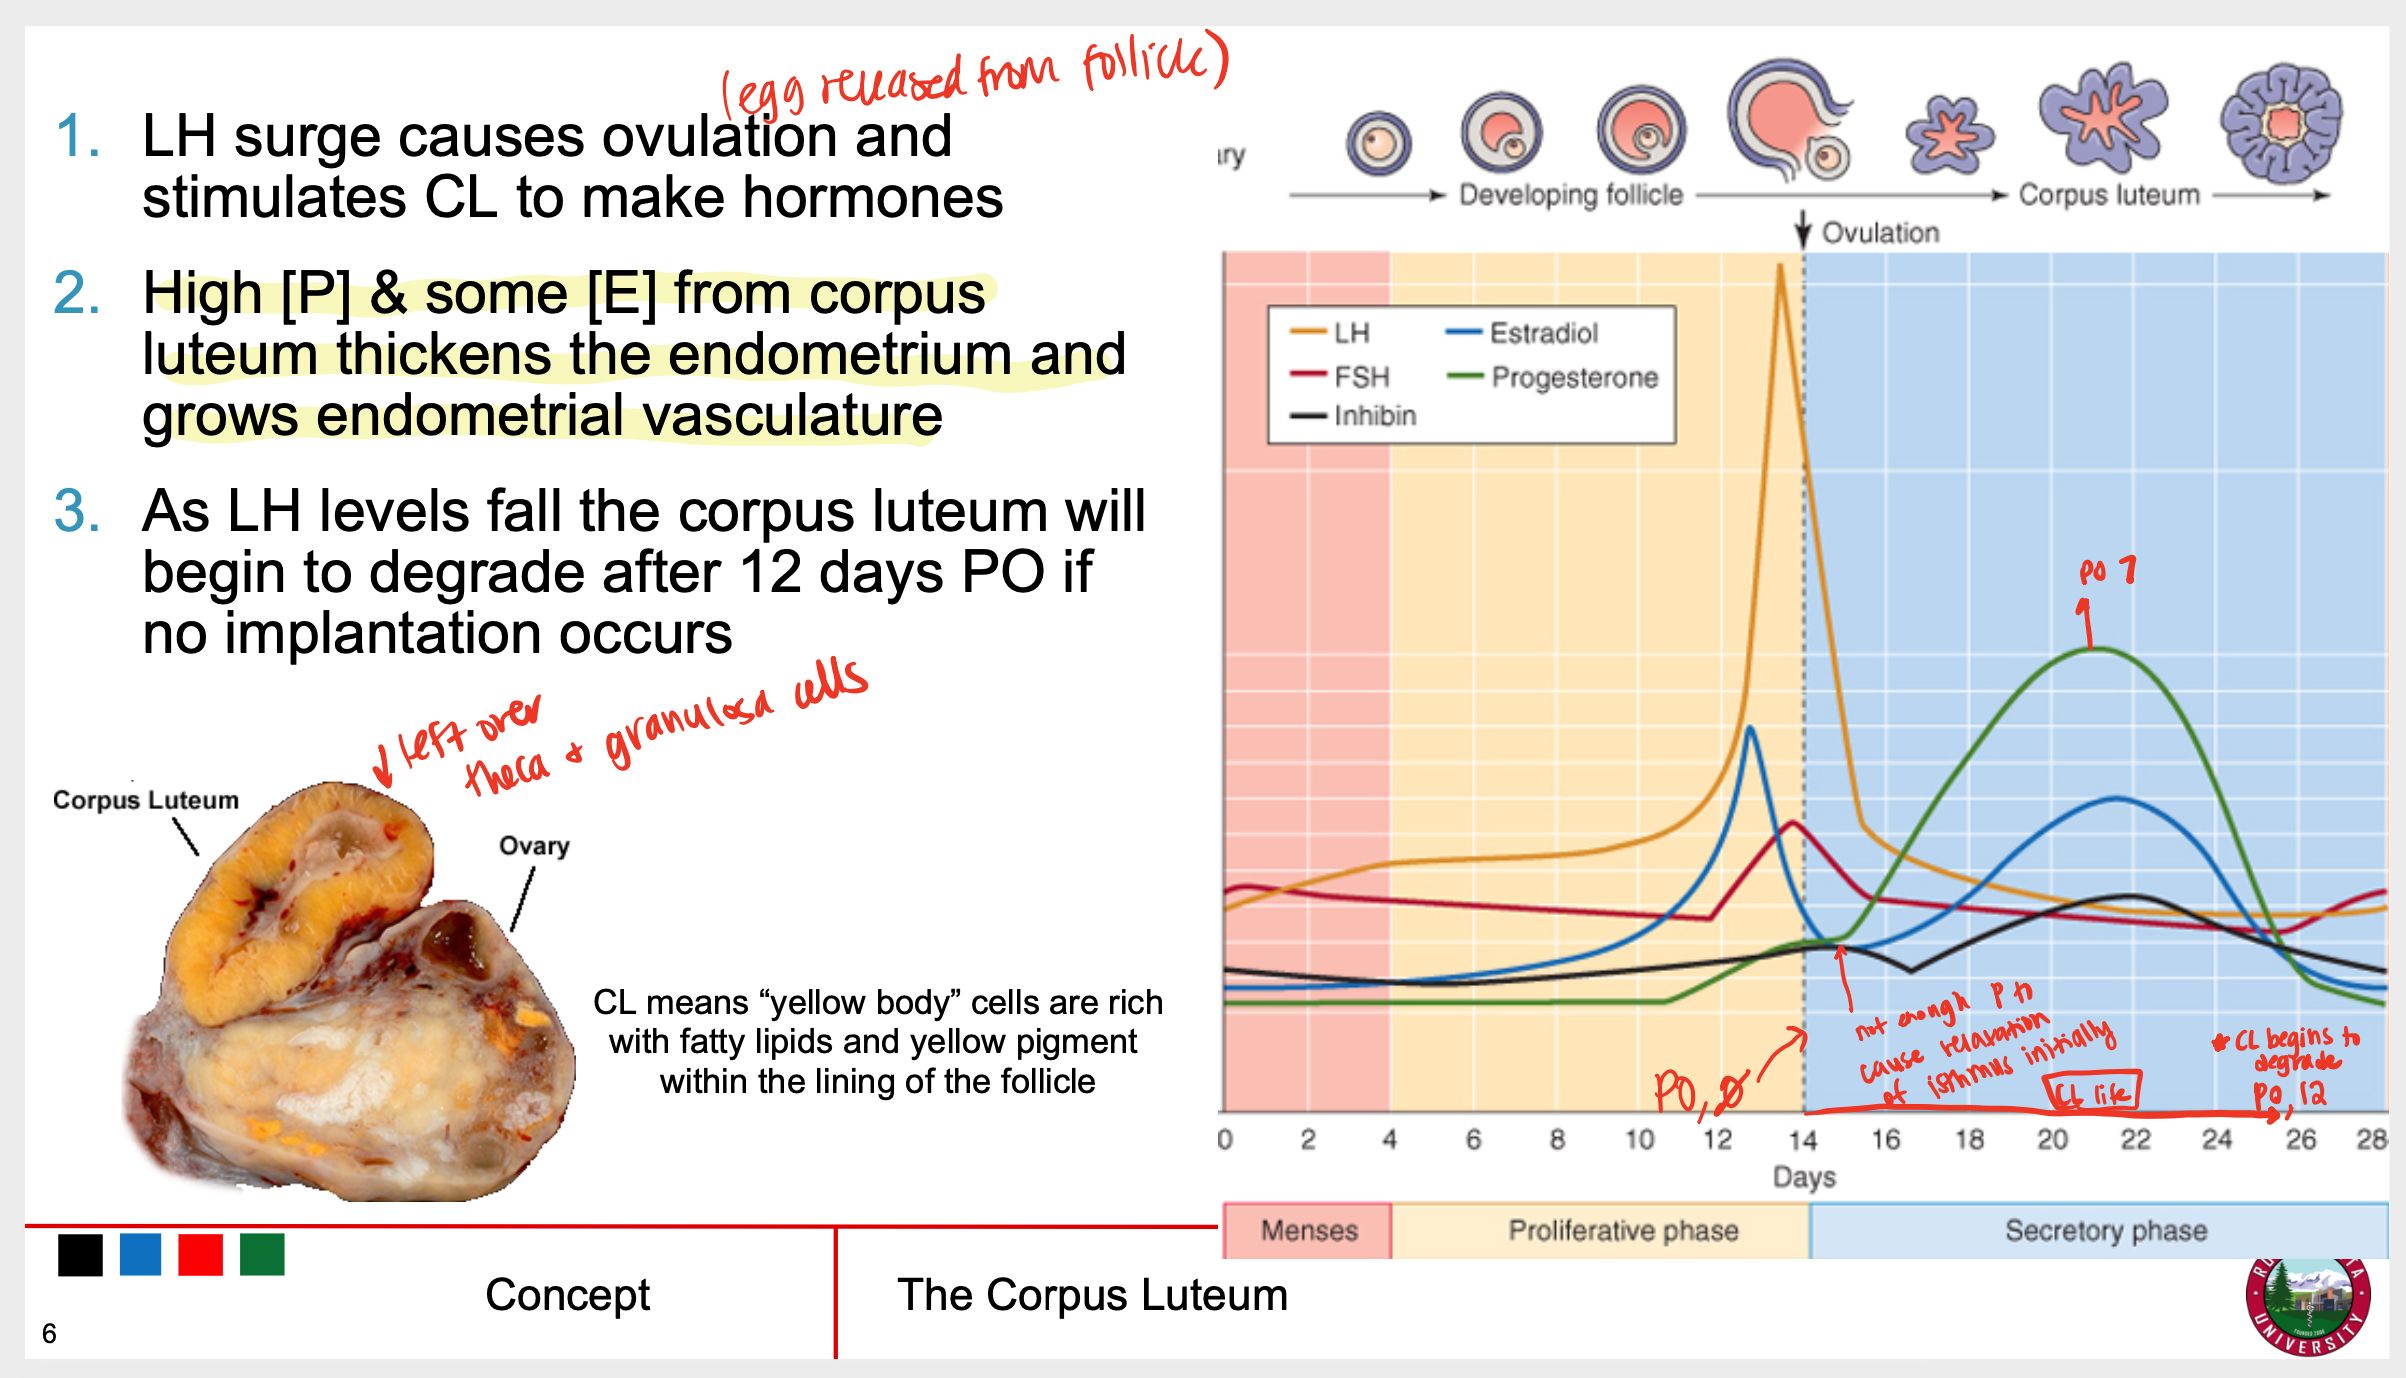 (egg released from follicle)
1. LH surge causes ovulation and
stimulates CL to make hormones
2. High [P] & some [E] from corpus
luteum thickens the endometrium and
grows endometrial vasculature
3. As LH levels fall the corpus luteum will
begin to degrade after 12 days PO if
no implantation occurs
↓ left over
theca + granulosa cells
Corpus Luteum
Ovary
CL means “yellow body” cells are rich
with fatty lipids and yellow pigment
within the lining of the follicle
ary
Developing follicle
Corpus luteum
Ovulation
LH
Estradiol
FSH
Progesterone
Inhibin
PO 7
not enough P to
cause relaxation
of isthmus initially
PO, 0
CL life
* CL begins to
degrade
PO, 12
0 2 4 6 8 10 12 14 16 18 20 22 24 26 28
Days
Menses
Proliferative phase
Secretory phase
Concept
The Corpus Luteum
6
UNIVERSITY